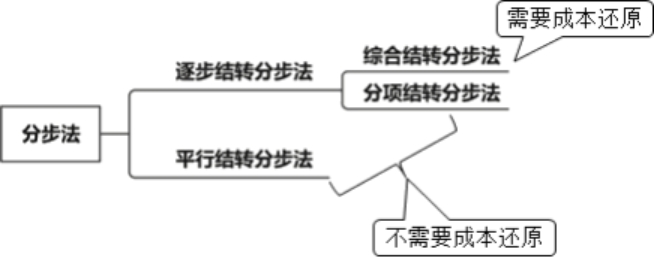 需要成本还原
综合结转分步法
逐步结转分步法
分项结转分步法
分步法
平行结转分步法
不需要成本还原